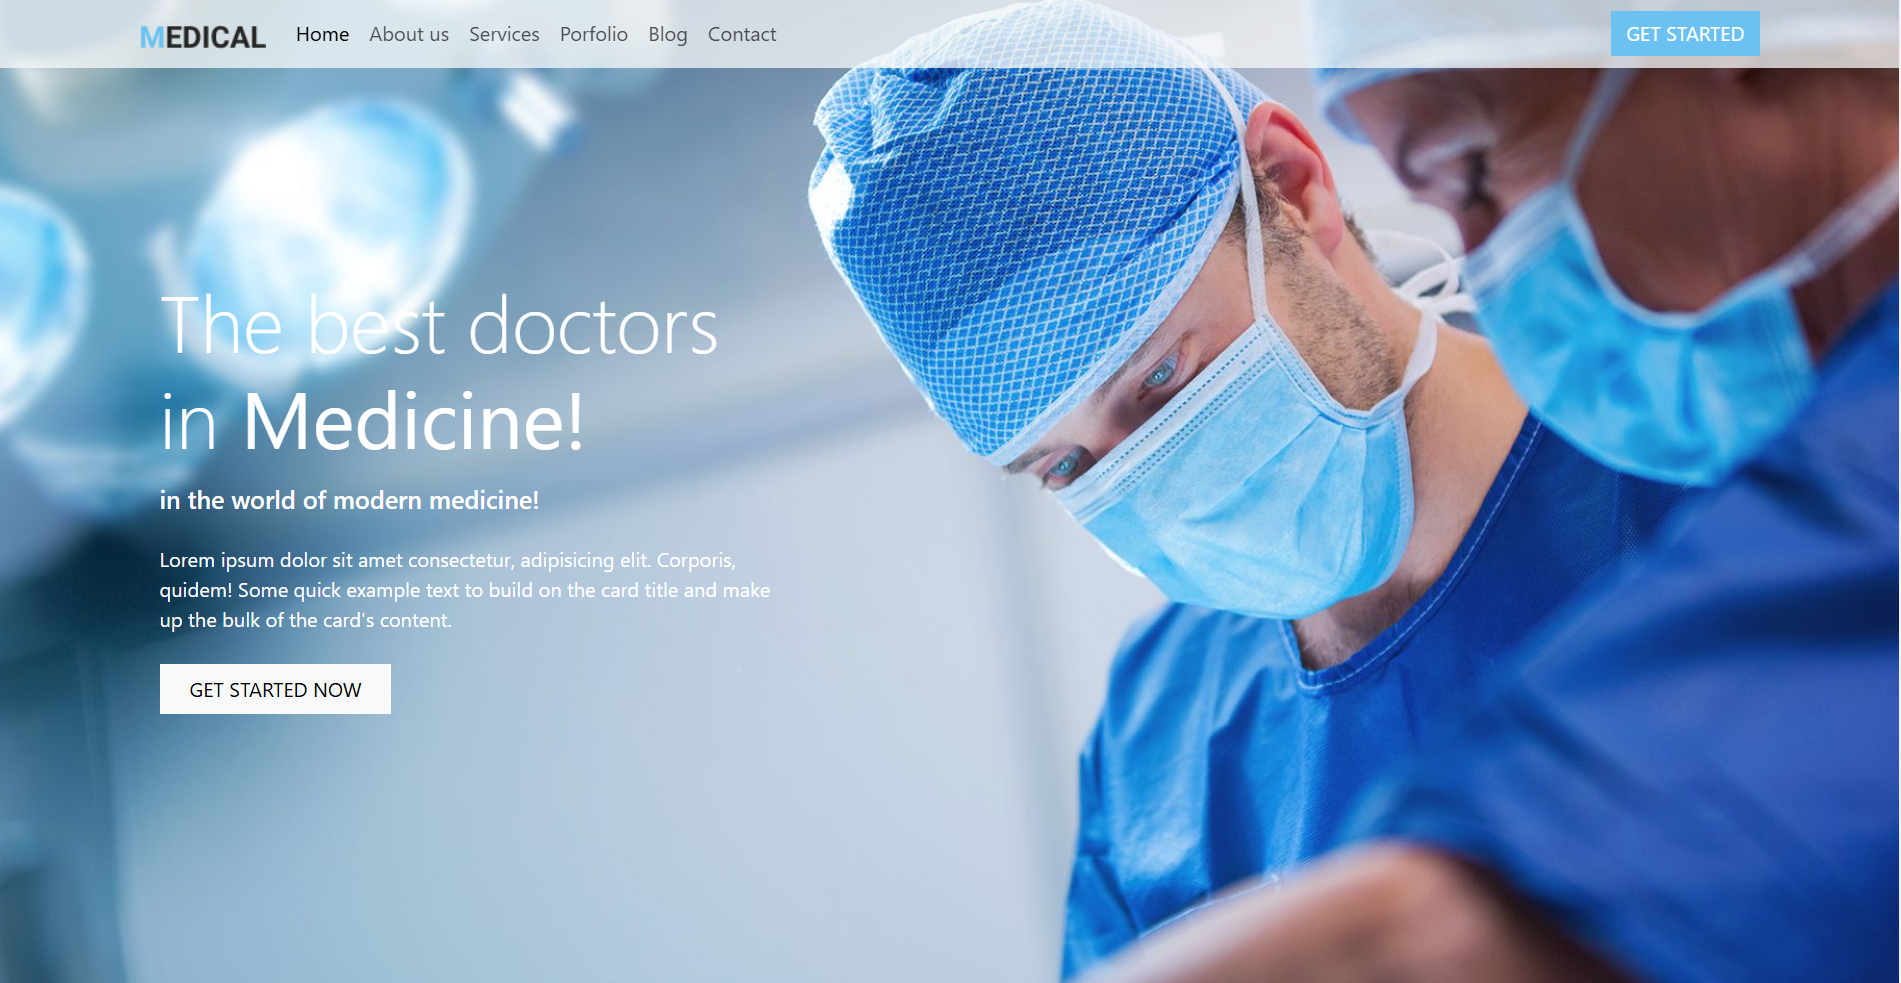 MEDICAL Home About us Services Porfolio Blog Contact GET STARTED
The best doctors
in Medicine!
in the world of modern medicine!
Lorem ipsum dolor sit amet consectetur, adipisicing elit. Corporis,
quidem! Some quick example text to build on the card title and make
up the bulk of the card's content.
GET STARTED NOW